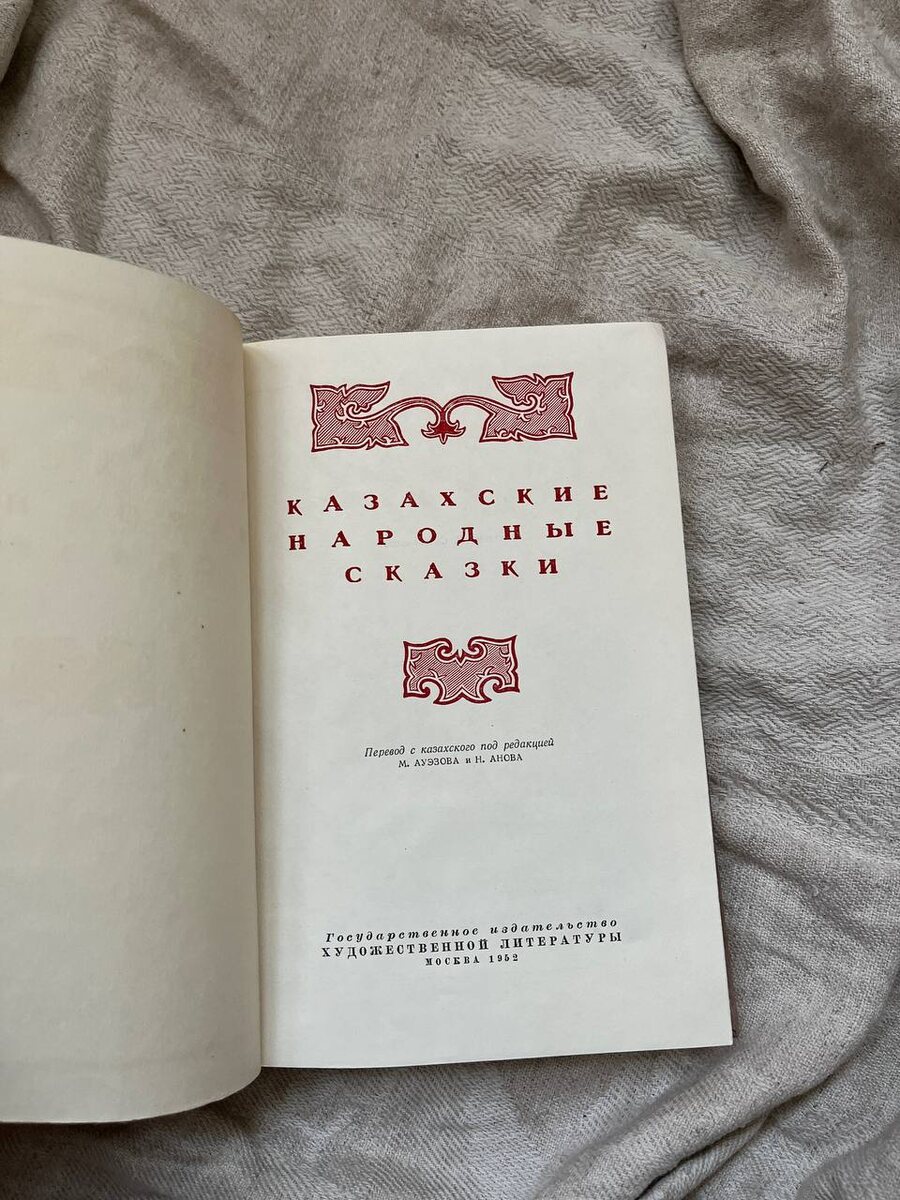 КАЗАХСКИЕ
НАРОДНЫЕ
СКАЗКИ
Перевод с казахского под редакцией
М. АУЭЗОВА и Н. АНОВА
Государственное издательство
ХУДОЖЕСТВЕННОЙ ЛИТЕРАТУРЫ
МОСКВА 1952